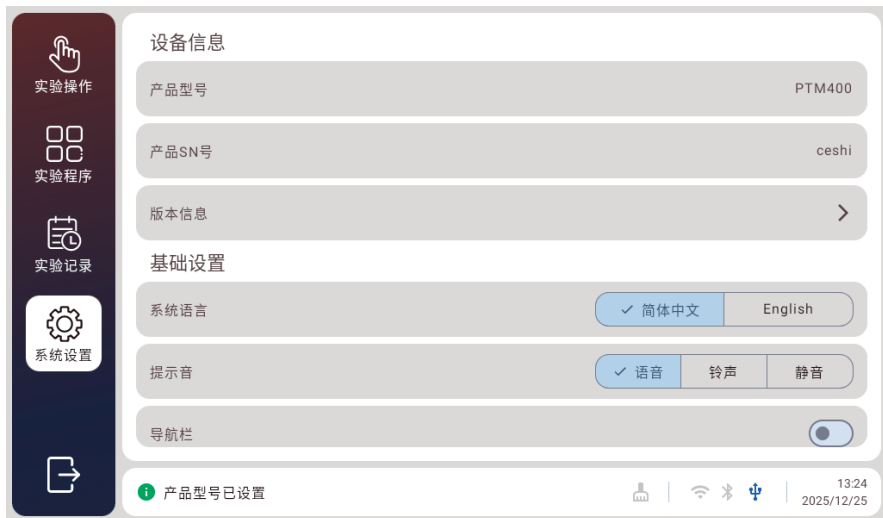 实验操作
实验程序
实验记录
系统设置
设备信息
产品型号 PTM400
产品SN号 ceshi
版本信息
基础设置
系统语言 简体中文 English
提示音 语音 铃声 静音
导航栏
产品型号已设置
13:24
2025/12/25